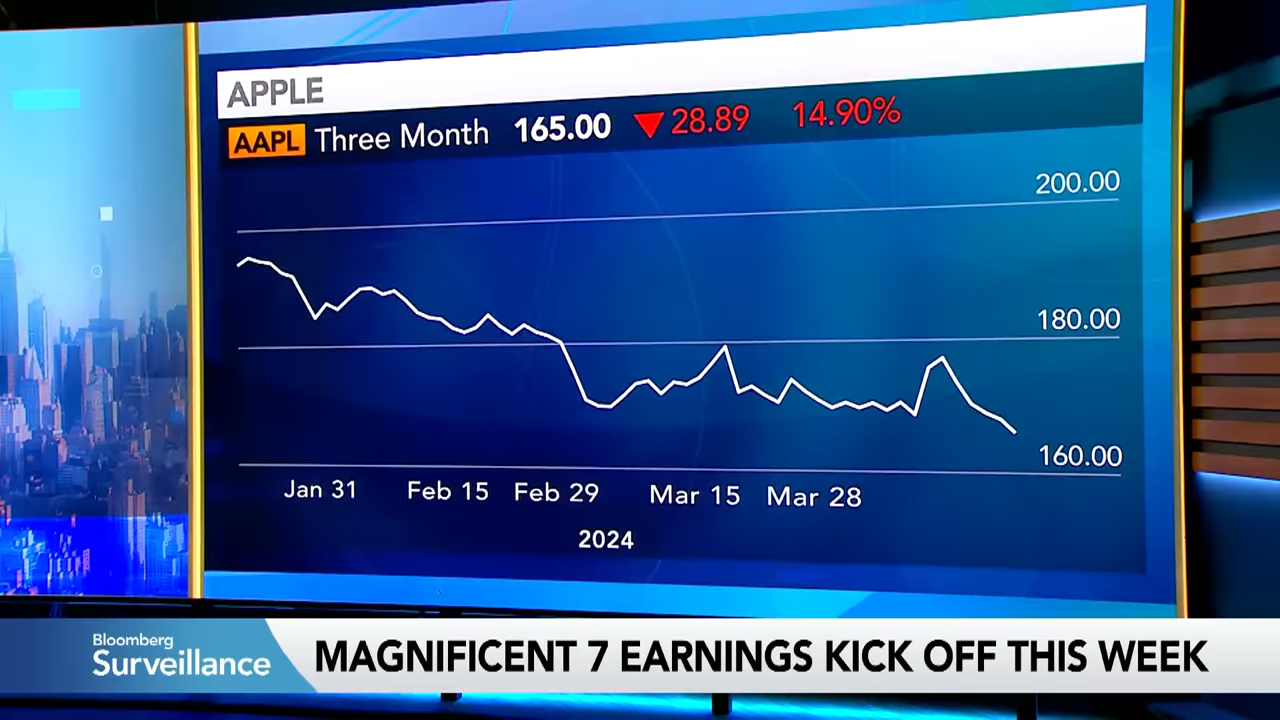 APPLE
AAPL Three Month 165.00 ▼28.89 14.90%
200.00
180.00
160.00
Jan 31 Feb 15 Feb 29 Mar 15 Mar 28
2024
Bloomberg
Surveillance
MAGNIFICENT 7 EARNINGS KICK OFF THIS WEEK